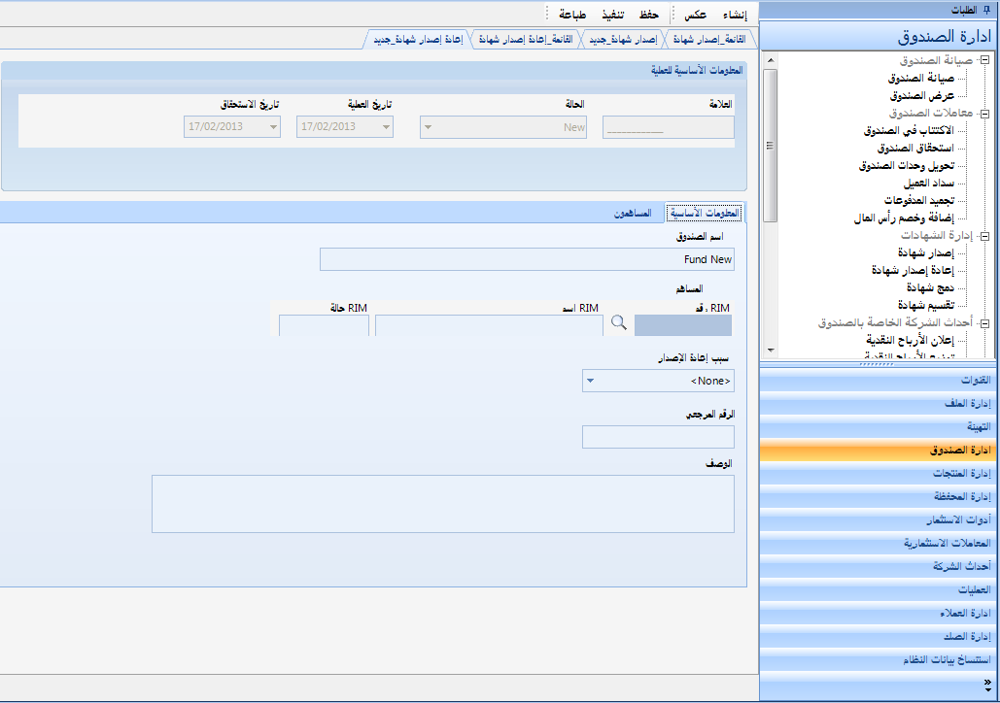 الطلبات
ادارة الصندوق
صيانة الصندوق
صيانة الصندوق
عرض الصندوق
معاملات الصندوق
الاكتتاب في الصندوق
استحقاق الصندوق
تحويل وحدات الصندوق
سداد العميل
تجميد المدفوعات
إضافة وخصم رأس المال
إدارة الشهادات
إصدار شهادة
إعادة إصدار شهادة
دمج شهادة
تقسيم شهادة
أحداث الشركة الخاصة بالصندوق
إعلان الأرباح النقدية
توزيع الأرباح النقدية
القنوات
إدارة الملف
التهيئة
ادارة الصندوق
إدارة المنتجات
إدارة المحفظة
أدوات الاستثمار
المعاملات الاستثمارية
أحداث الشركة
العمليات
ادارة العملاء
إدارة الصك
استنساخ بيانات النظام
إنشاء عكس حفظ تنفيذ طباعة
القائمة_إصدار شهادة إصدار شهادة_جديد القائمة_إعادة إصدار شهادة إعادة إصدار شهادة_جديد
المعلومات الأساسية للعملية
العلامة الحالة تاريخ العملية تاريخ الاستحقاق
___________ New 17/02/2013 17/02/2013
المعلومات الأساسية المساهمون
اسم الصندوق
Fund New
المساهم
RIM رقم RIM اسم RIM حالة
سبب إعادة الإصدار
<None>
الرقم المرجعي
الوصف